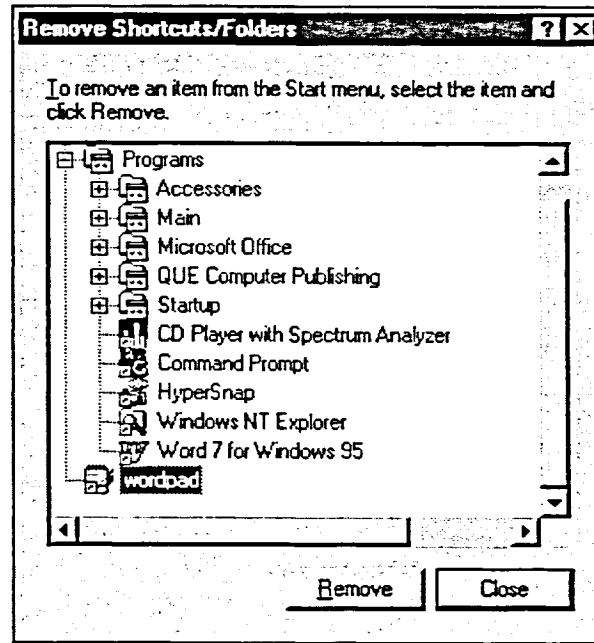 Remove Shortcuts/Folders
To remove an item from the Start menu, select the item and
click Remove.
Programs
Accessories
Main
Microsoft Office
QUE Computer Publishing
Startup
CD Player with Spectrum Analyzer
Command Prompt
HyperSnap
Windows NT Explorer
Word 7 for Windows 95
wordpad
Remove Close